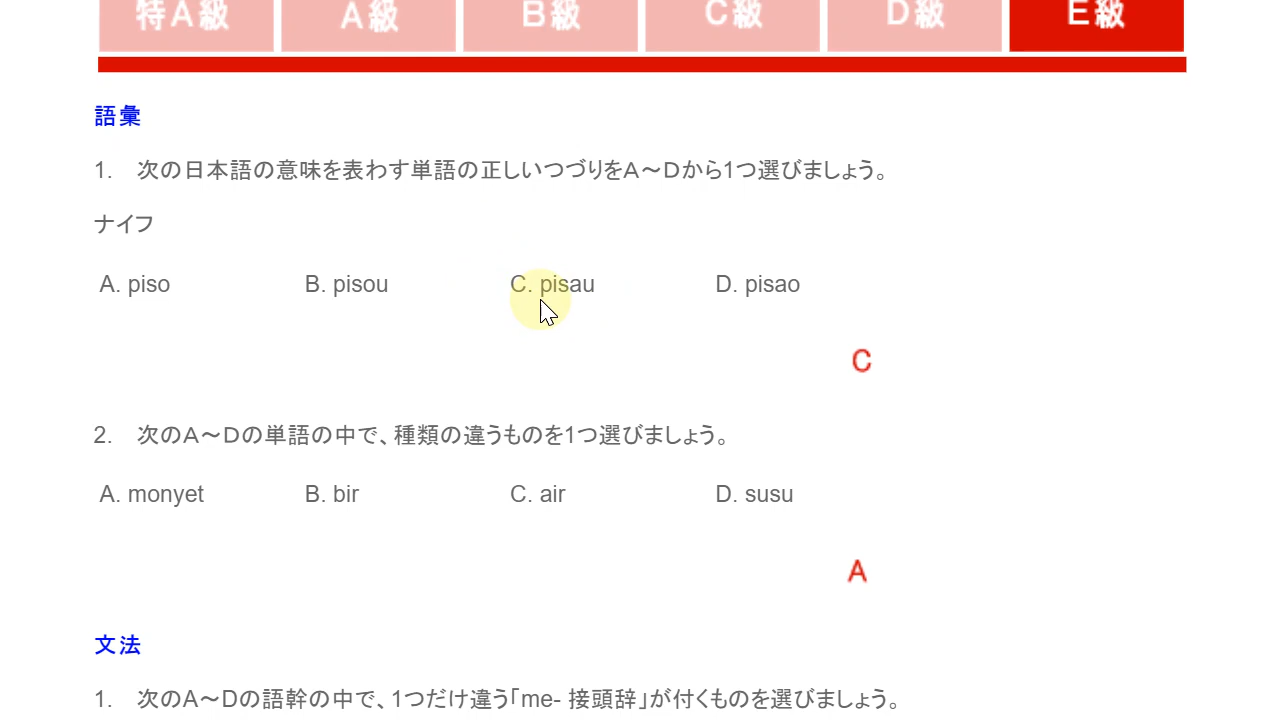 特A級 A級 B級 C級 D級 E級
語彙
1. 次の日本語の意味を表わす単語の正しいつづりをA～Dから1つ選びましょう。
ナイフ
A. piso B. pisou C. pisau D. pisao
C
2. 次のA～Dの単語の中で、種類の違うものを1つ選びましょう。
A. monyet B. bir C. air D. susu
A
文法
1. 次のA～Dの語幹の中で、1つだけ違う「me- 接頭辞」が付くものを選びましょう。